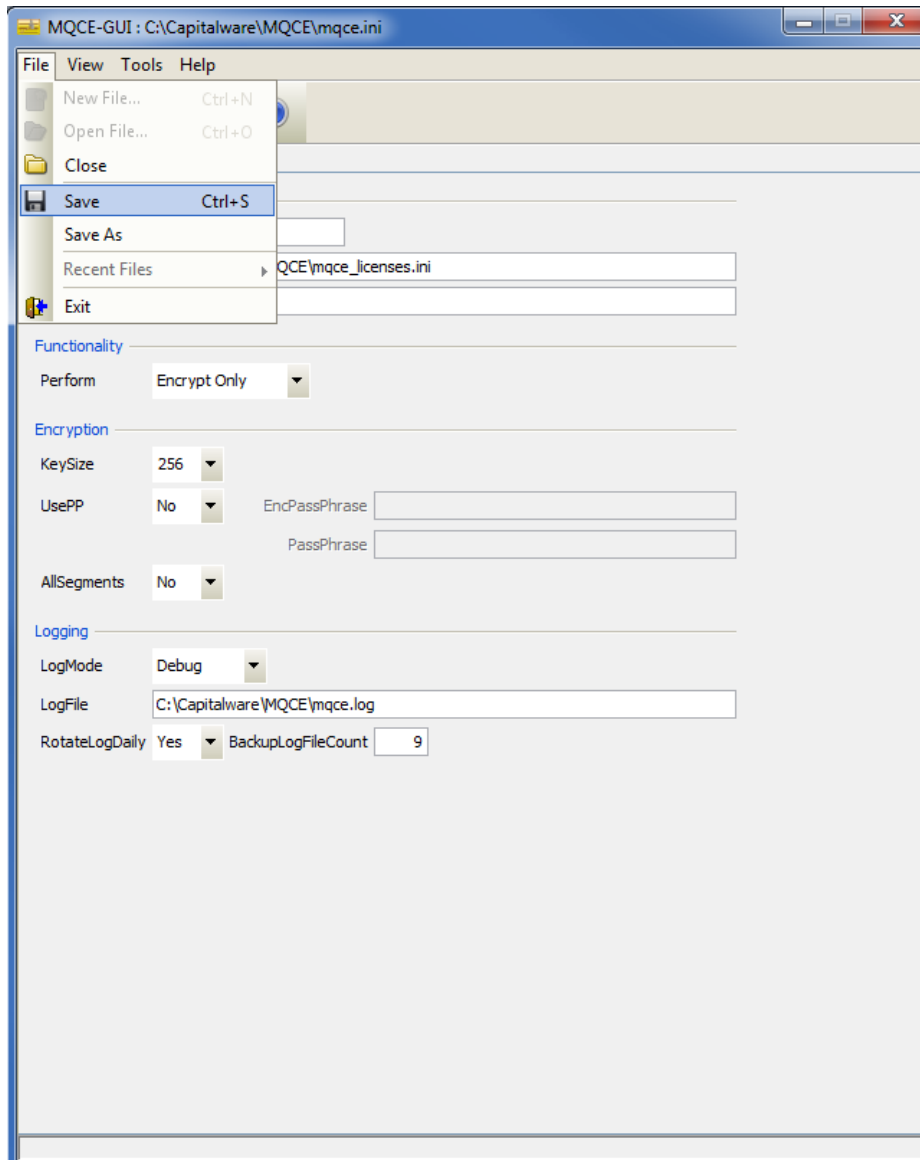 MQCE-GUI : C:\Capitalware\MQCE\mqce.ini
File View Tools Help
New File... Ctrl+N
Open File... Ctrl+O
Close
Save Ctrl+S
Save As
QCE\mqce_licenses.ini
Recent Files
Exit
Functionality
Perform Encrypt Only
Encryption
KeySize 256
UsePP No EncPassPhrase
PassPhrase
AllSegments No
Logging
LogMode Debug
LogFile C:\Capitalware\MQCE\mqce.log
RotateLogDaily Yes BackupLogFileCount 9